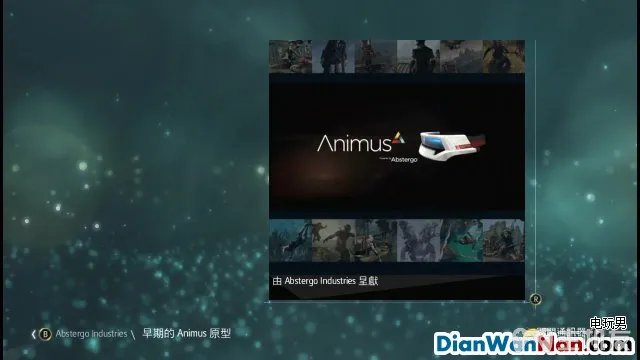 Animus
Abstergo
由 Abstergo Industries 呈獻
R
B Abstergo Industries \ 早期的 Animus 原型
电玩男
DianWanNan.com